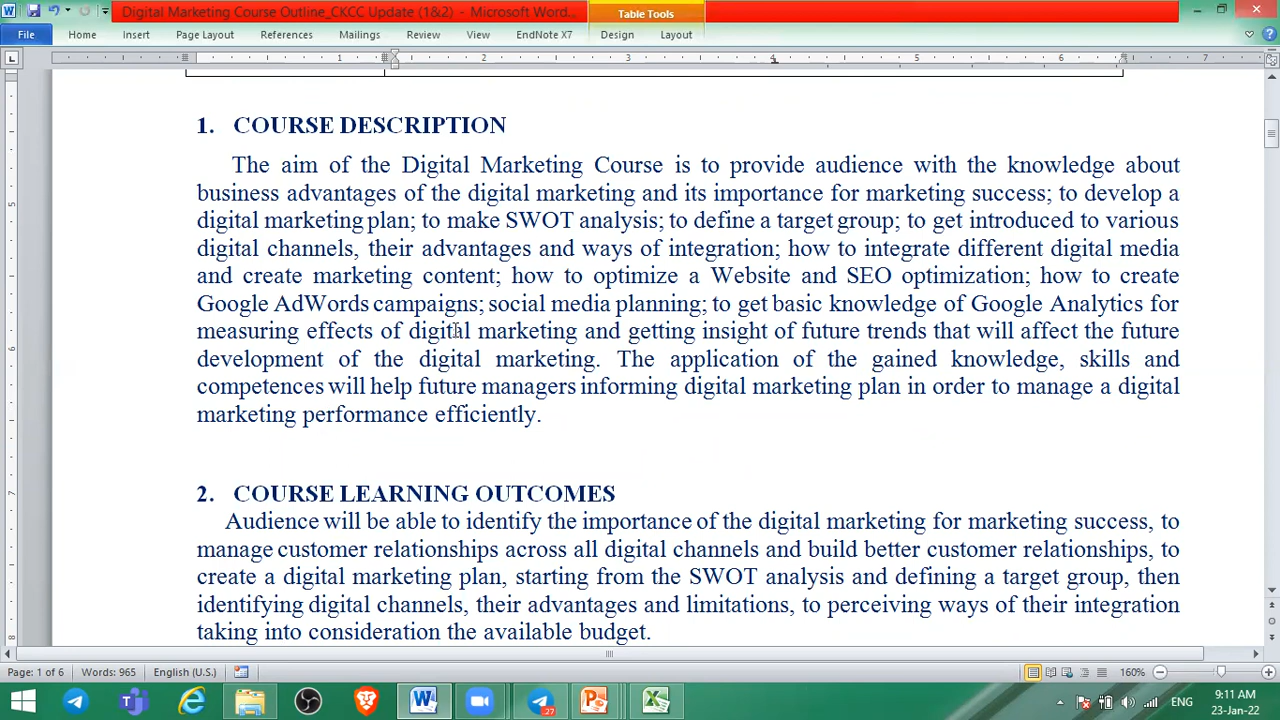 Digital Marketing Course Outline_CKCC Update (1&2) - Microsoft Word...
Table Tools
File Home Insert Page Layout References Mailings Review View EndNote X7 Design Layout
1 2 3 4 5 6 7
1. COURSE DESCRIPTION
The aim of the Digital Marketing Course is to provide audience with the knowledge about
business advantages of the digital marketing and its importance for marketing success; to develop a
digital marketing plan; to make SWOT analysis; to define a target group; to get introduced to various
digital channels, their advantages and ways of integration; how to integrate different digital media
and create marketing content; how to optimize a Website and SEO optimization; how to create
Google AdWords campaigns; social media planning; to get basic knowledge of Google Analytics for
measuring effects of digital marketing and getting insight of future trends that will affect the future
development of the digital marketing. The application of the gained knowledge, skills and
competences will help future managers informing digital marketing plan in order to manage a digital
marketing performance efficiently.
2. COURSE LEARNING OUTCOMES
Audience will be able to identify the importance of the digital marketing for marketing success, to
manage customer relationships across all digital channels and build better customer relationships, to
create a digital marketing plan, starting from the SWOT analysis and defining a target group, then
identifying digital channels, their advantages and limitations, to perceiving ways of their integration
taking into consideration the available budget.
5
6
7
8
Page: 1 of 6 Words: 965 English (U.S.) 160%
27
ENG
9:11 AM
23-Jan-22